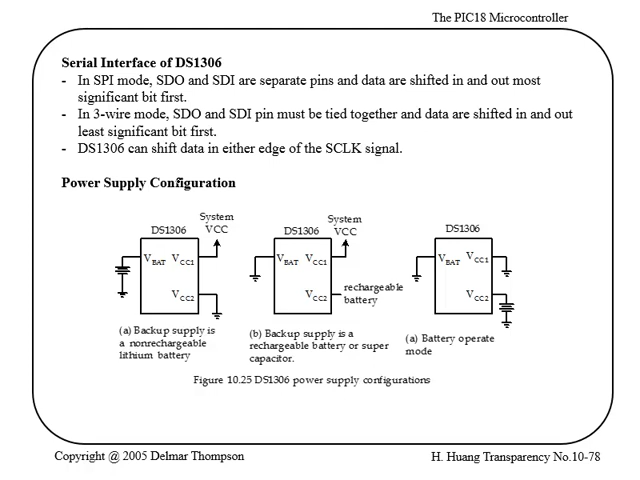 The PIC18 Microcontroller
Serial Interface of DS1306
- In SPI mode, SDO and SDI are separate pins and data are shifted in and out most
significant bit first.
- In 3-wire mode, SDO and SDI pin must be tied together and data are shifted in and out
least significant bit first.
- DS1306 can shift data in either edge of the SCLK signal.
Power Supply Configuration
DS1306
System
VCC
VBAT VCC1
VCC2
(a) Backup supply is
a nonrechargeable
lithium battery
DS1306
System
VCC
VBAT VCC1
VCC2
rechargeable
battery
(b) Backup supply is a
rechargeable battery or super
capacitor.
DS1306
VBAT VCC1
VCC2
(a) Battery operate
mode
Figure 10.25 DS1306 power supply configurations
Copyright @ 2005 Delmar Thompson
H. Huang Transparency No.10-78